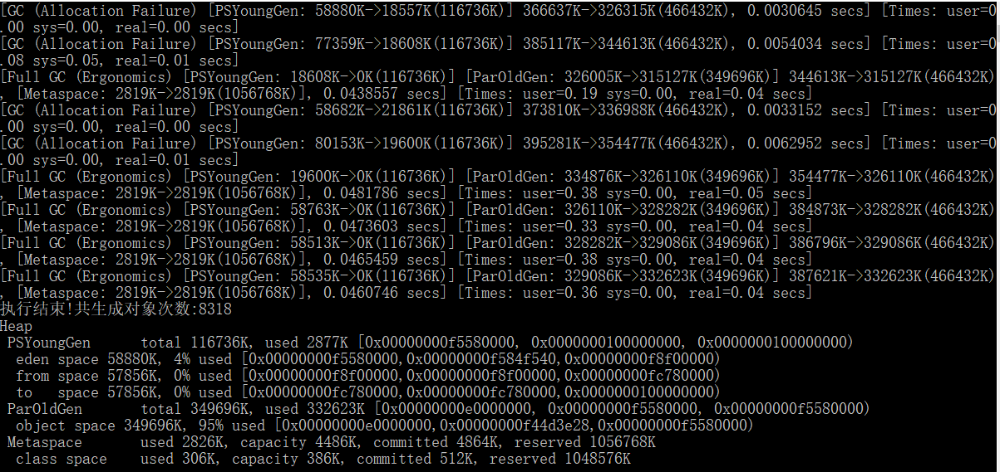 [GC (Allocation Failure) [PSYoungGen: 58880K->18557K(116736K)] 366637K->326315K(466432K), 0.0030645 secs] [Times: user=0
.00 sys=0.00, real=0.00 secs]
[GC (Allocation Failure) [PSYoungGen: 77359K->18608K(116736K)] 385117K->344613K(466432K), 0.0054034 secs] [Times: user=0
.08 sys=0.05, real=0.01 secs]
[Full GC (Ergonomics) [PSYoungGen: 18608K->0K(116736K)] [ParOldGen: 326005K->315127K(349696K)] 344613K->315127K(466432K)
, [Metaspace: 2819K->2819K(1056768K)], 0.0438557 secs] [Times: user=0.19 sys=0.00, real=0.04 secs]
[GC (Allocation Failure) [PSYoungGen: 58682K->21861K(116736K)] 373810K->336988K(466432K), 0.0033152 secs] [Times: user=0
.00 sys=0.00, real=0.00 secs]
[GC (Allocation Failure) [PSYoungGen: 80153K->19600K(116736K)] 395281K->354477K(466432K), 0.0062952 secs] [Times: user=0
.00 sys=0.00, real=0.01 secs]
[Full GC (Ergonomics) [PSYoungGen: 19600K->0K(116736K)] [ParOldGen: 334876K->326110K(349696K)] 354477K->326110K(466432K)
, [Metaspace: 2819K->2819K(1056768K)], 0.0481786 secs] [Times: user=0.38 sys=0.00, real=0.05 secs]
[Full GC (Ergonomics) [PSYoungGen: 58763K->0K(116736K)] [ParOldGen: 326110K->328282K(349696K)] 384873K->328282K(466432K)
, [Metaspace: 2819K->2819K(1056768K)], 0.0473603 secs] [Times: user=0.33 sys=0.00, real=0.04 secs]
[Full GC (Ergonomics) [PSYoungGen: 58513K->0K(116736K)] [ParOldGen: 328282K->329086K(349696K)] 386796K->329086K(466432K)
, [Metaspace: 2819K->2819K(1056768K)], 0.0465459 secs] [Times: user=0.38 sys=0.00, real=0.04 secs]
[Full GC (Ergonomics) [PSYoungGen: 58535K->0K(116736K)] [ParOldGen: 329086K->332623K(349696K)] 387621K->332623K(466432K)
, [Metaspace: 2819K->2819K(1056768K)], 0.0460746 secs] [Times: user=0.36 sys=0.00, real=0.04 secs]
执行结束!共生成对象次数:8318
Heap
 PSYoungGen      total 116736K, used 2877K [0x00000000f5580000, 0x0000000100000000, 0x0000000100000000)
  eden space 58880K, 4% used [0x00000000f5580000,0x00000000f584f540,0x00000000f8f00000)
  from space 57856K, 0% used [0x00000000f8f00000,0x00000000f8f00000,0x00000000fc780000)
  to   space 57856K, 0% used [0x00000000fc780000,0x00000000fc780000,0x0000000100000000)
 ParOldGen       total 349696K, used 332623K [0x00000000e0000000, 0x00000000f5580000, 0x00000000f5580000)
  object space 349696K, 95% used [0x00000000e0000000,0x00000000f44d3e28,0x00000000f5580000)
 Metaspace       used 2826K, capacity 4486K, committed 4864K, reserved 1056768K
  class space    used 306K, capacity 386K, committed 512K, reserved 1048576K